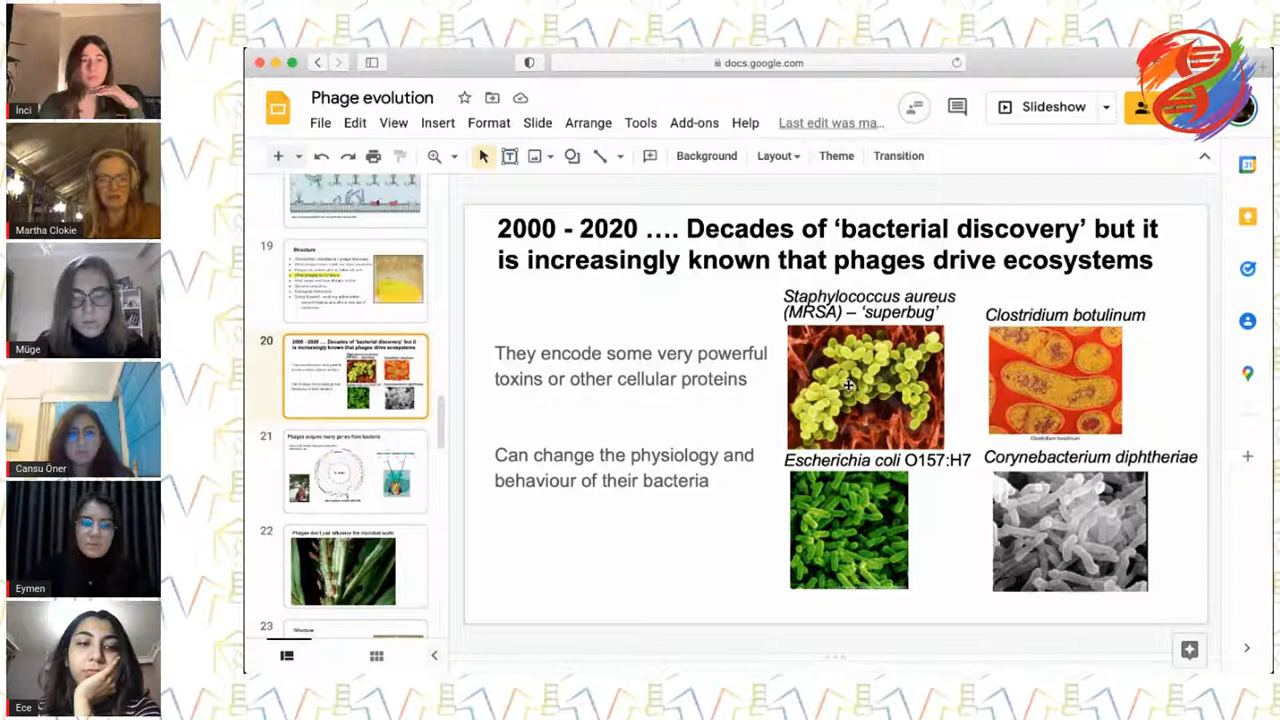 İnci
Martha Clokie
Müge
Cansu Öner
Eymen
Ece
docs.google.com
Phage evolution
File Edit View Insert Format Slide Arrange Tools Add-ons Help Last edit was ma...
Slideshow
Background Layout Theme Transition
19
Structure
20
2000 - 2020 .... Decades of 'bacterial discovery' but it
is increasingly known that phages drive ecosystems
21
Phages acquire many genes from bacteria
22
Phages don't just influence the microbial world
23
Structure
2000 - 2020 .... Decades of ‘bacterial discovery’ but it
is increasingly known that phages drive ecosystems
They encode some very powerful
toxins or other cellular proteins
Can change the physiology and
behaviour of their bacteria
Staphylococcus aureus
(MRSA) – ‘superbug’
Clostridium botulinum
Clostridium botulinum
Escherichia coli O157:H7
Corynebacterium diphtheriae
31